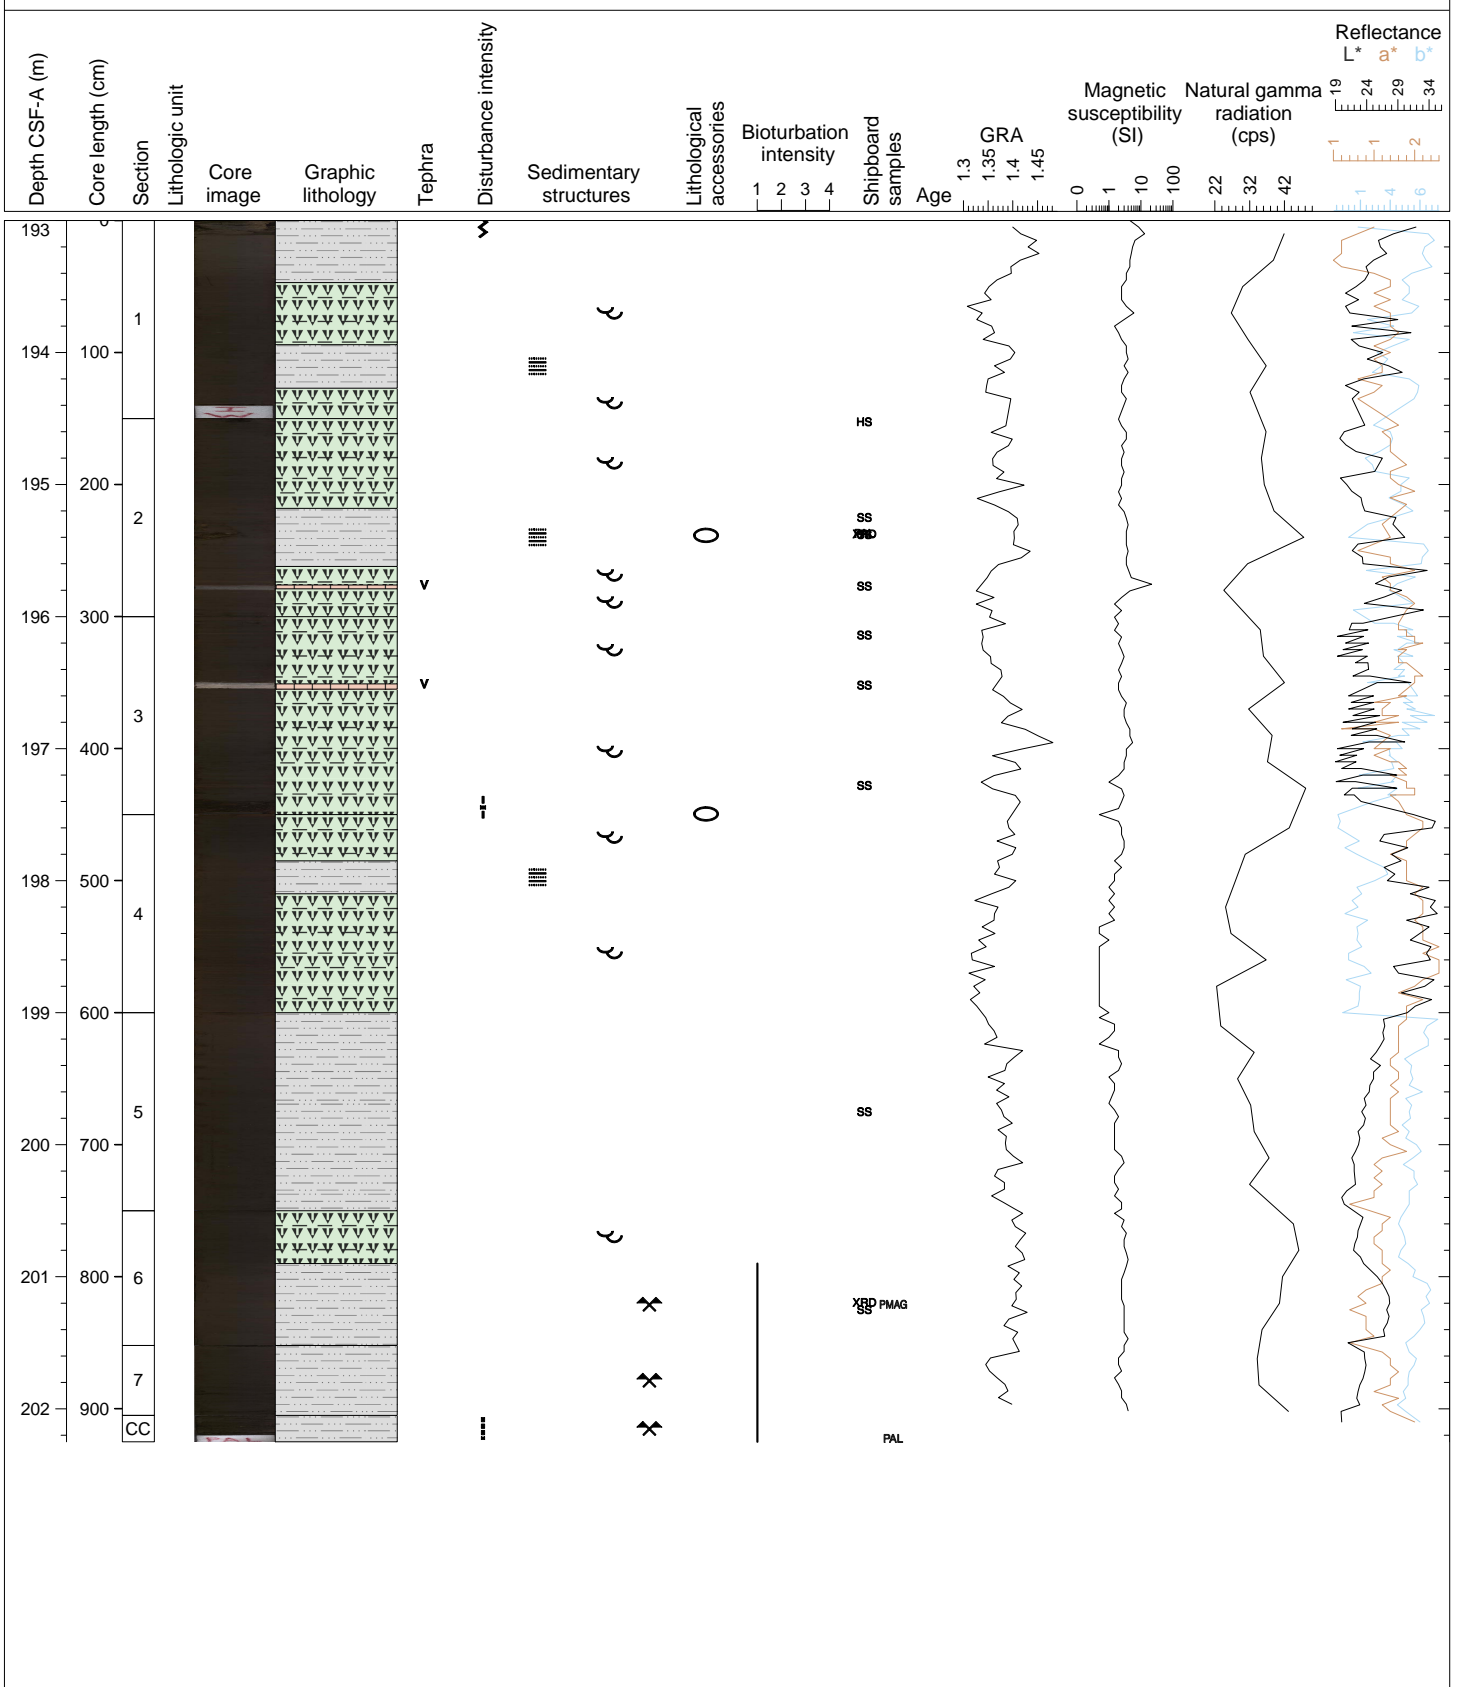 Depth CSF-A (m)
Core length (cm)
Section
Lithologic unit
Core
image
Graphic
lithology
Tephra
Disturbance intensity
Sedimentary
structures
Lithological
accessories
Bioturbation
intensity
1 2 3 4
Shipboard
samples
Age
GRA
1.3 1.35 1.4 1.45
Magnetic
susceptibility
(SI)
0 1 10 100
Natural gamma
radiation
(cps)
22 32 42
Reflectance
L* a* b*
19 24 29 34
1 1 2
1 4 6
193 0
1
194 100
HS
195 200
2
SS
V SS
196 300
SS
V SS
3
197 400
SS
198 500
4
199 600
5 SS
200 700
201 800
6
XRD PMAG
SS
7
202 900
CC
PAL